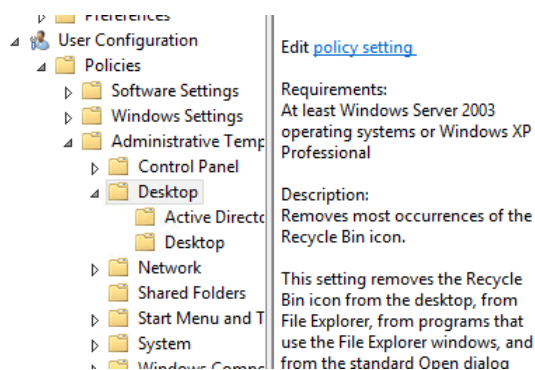 Preferences
User Configuration
Policies
Software Settings
Windows Settings
Administrative Temp
Control Panel
Desktop
Active Directo
Desktop
Network
Shared Folders
Start Menu and T
System
Windows Compo
Edit policy setting
Requirements:
At least Windows Server 2003
operating systems or Windows XP
Professional
Description:
Removes most occurrences of the
Recycle Bin icon.
This setting removes the Recycle
Bin icon from the desktop, from
File Explorer, from programs that
use the File Explorer windows, and
from the standard Open dialog